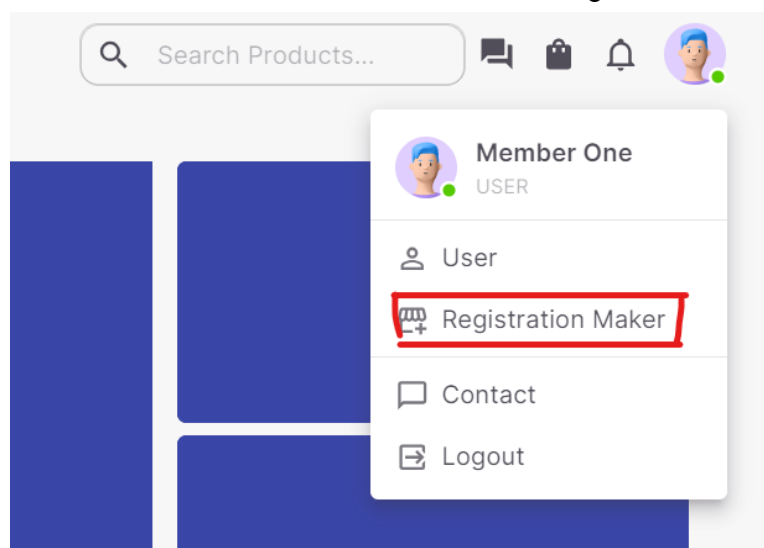 Search Products...
Member One
USER
User
Registration Maker
Contact
Logout